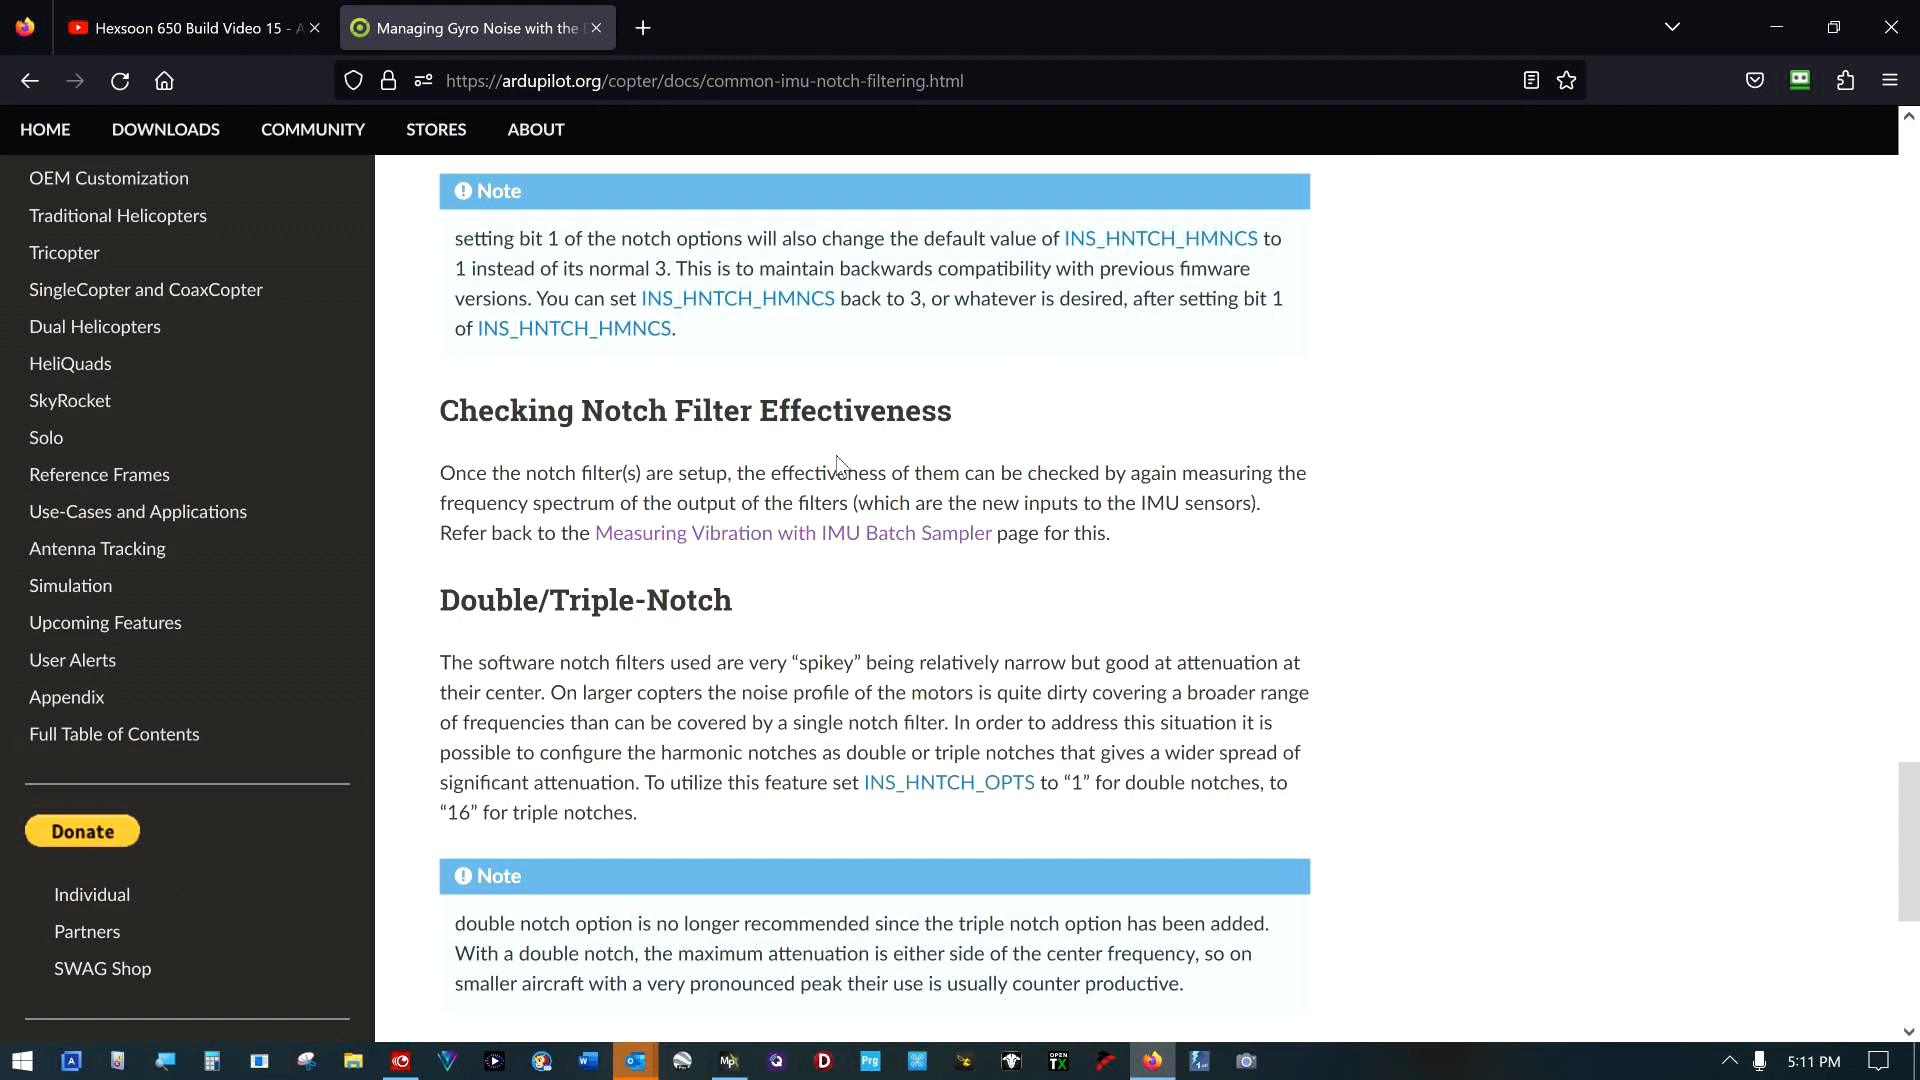 Hexsoon 650 Build Video 15 - A
Managing Gyro Noise with the D
https://ardupilot.org/copter/docs/common-imu-notch-filtering.html
HOME
DOWNLOADS
COMMUNITY
STORES
ABOUT
OEM Customization
Traditional Helicopters
Tricopter
SingleCopter and CoaxCopter
Dual Helicopters
HeliQuads
SkyRocket
Solo
Reference Frames
Use-Cases and Applications
Antenna Tracking
Simulation
Upcoming Features
User Alerts
Appendix
Full Table of Contents
Donate
Individual
Partners
SWAG Shop
Note
setting bit 1 of the notch options will also change the default value of INS_HNTCH_HMNCS to
1 instead of its normal 3. This is to maintain backwards compatibility with previous fimware
versions. You can set INS_HNTCH_HMNCS back to 3, or whatever is desired, after setting bit 1
of INS_HNTCH_HMNCS.
Checking Notch Filter Effectiveness
Once the notch filter(s) are setup, the effectiveness of them can be checked by again measuring the
frequency spectrum of the output of the filters (which are the new inputs to the IMU sensors).
Refer back to the Measuring Vibration with IMU Batch Sampler page for this.
Double/Triple-Notch
The software notch filters used are very “spikey” being relatively narrow but good at attenuation at
their center. On larger copters the noise profile of the motors is quite dirty covering a broader range
of frequencies than can be covered by a single notch filter. In order to address this situation it is
possible to configure the harmonic notches as double or triple notches that gives a wider spread of
significant attenuation. To utilize this feature set INS_HNTCH_OPTS to “1” for double notches, to
“16” for triple notches.
Note
double notch option is no longer recommended since the triple notch option has been added.
With a double notch, the maximum attenuation is either side of the center frequency, so on
smaller aircraft with a very pronounced peak their use is usually counter productive.
Mp
Prg
OPEN
TX
5:11 PM